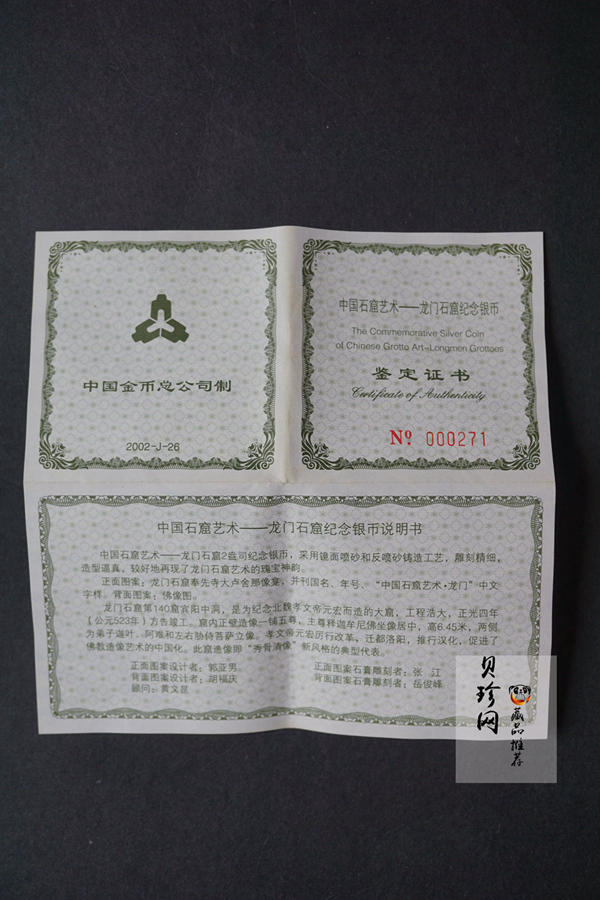 中国金币总公司制
2002-J-26
中国石窟艺术——龙门石窟纪念银币
The Commemorative Silver Coin
of Chinese Grotto Art-Longmen Grottoes
鉴定证书
Certificate of Authenticity
No 000271
中国石窟艺术——龙门石窟纪念银币说明书
中国石窟艺术——龙门石窟2盎司纪念银币，采用镜面喷砂和反喷砂铸造工艺，雕刻精细，
造型逼真，较好地再现了龙门石窟艺术的瑰宝神韵。
正面图案：龙门石窟奉先寺大卢舍那像龛，并刊国名、年号、“中国石窟艺术·龙门”中文
字样。背面图案：佛像图。
龙门石窟第140窟宾阳中洞，是为纪念北魏孝文帝元宏而造的大窟，工程浩大，正光四年
【公元523年】方告竣工。窟内正壁造像一铺五尊，主尊释迦牟尼佛坐像居中，高6.45米，两侧
为弟子迦叶、阿难和左右胁侍菩萨立像。孝文帝元宏厉行改革，迁都洛阳，推行汉化，促进了
佛教造像艺术的中国化。此窟造像即“秀骨清像”新风格的典型代表。
正面图案设计者：郭亚男
背面图案设计者：胡福庆
顾问：黄文昆
正面图案石膏雕刻者：张 江
背面图案石膏雕刻者：岳俊峰
贝珍网
藏品推荐